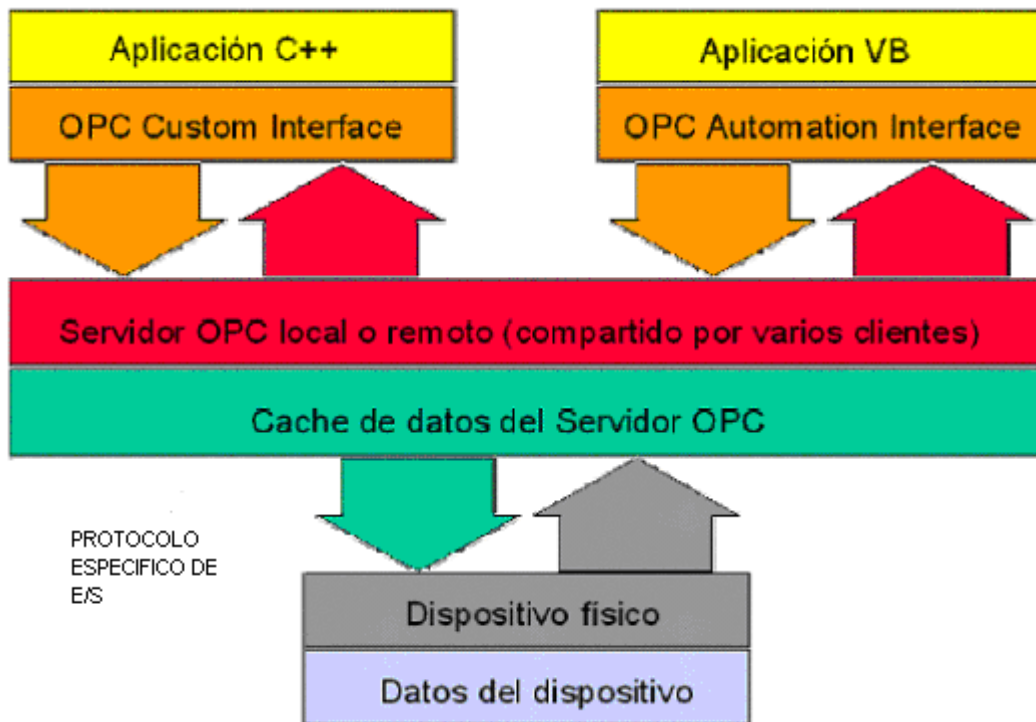 Aplicación C++
Aplicación VB
OPC Custom Interface
OPC Automation Interface
Servidor OPC local o remoto (compartido por varios clientes)
Cache de datos del Servidor OPC
PROTOCOLO
ESPECIFICO DE
E/S
Dispositivo físico
Datos del dispositivo